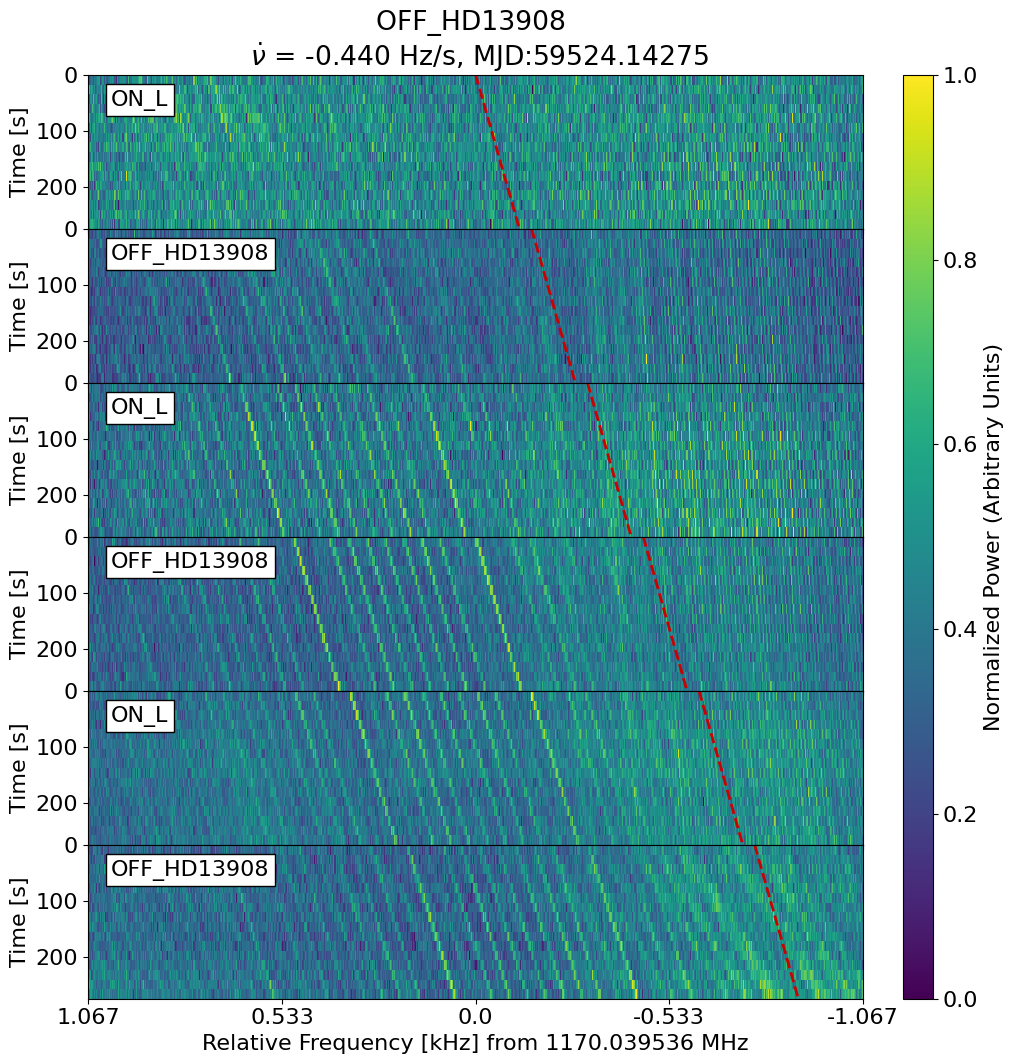 OFF_HD13908
ν̇ = -0.440 Hz/s, MJD:59524.14275
ON_L
OFF_HD13908
ON_L
OFF_HD13908
ON_L
OFF_HD13908
Time [s]
0
100
200
Time [s]
0
100
200
Time [s]
0
100
200
Time [s]
0
100
200
Time [s]
0
100
200
Time [s]
0
100
200
1.067
0.533
0.0
-0.533
-1.067
Relative Frequency [kHz] from 1170.039536 MHz
1.0
0.8
0.6
0.4
0.2
0.0
Normalized Power (Arbitrary Units)